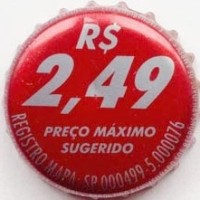 R$
2,49
PREÇO MÁXIMO
SUGERIDO
REGISTRO MAPA: SP 000499-5.000076